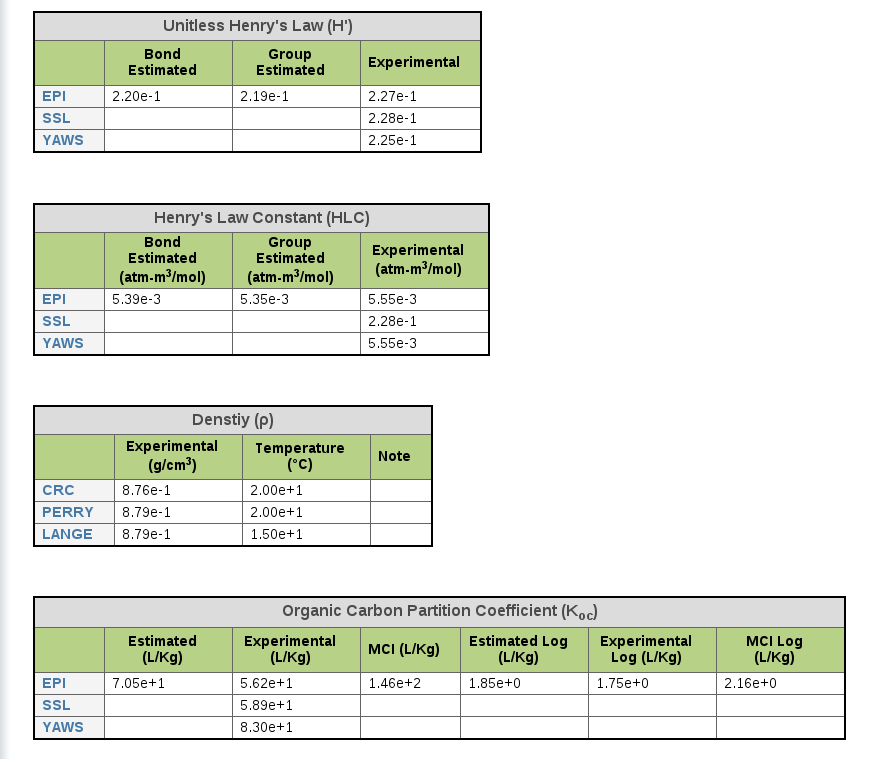 Unitless Henry's Law (H')
Bond Estimated Group Estimated Experimental
EPI 2.20e-1 2.19e-1 2.27e-1
SSL 2.28e-1
YAWS 2.25e-1
Henry's Law Constant (HLC)
Bond Estimated (atm-m³/mol) Group Estimated (atm-m³/mol) Experimental (atm-m³/mol)
EPI 5.39e-3 5.35e-3 5.55e-3
SSL 2.28e-1
YAWS 5.55e-3
Denstiy (ρ)
Experimental (g/cm³) Temperature (°C) Note
CRC 8.76e-1 2.00e+1
PERRY 8.79e-1 2.00e+1
LANGE 8.79e-1 1.50e+1
Organic Carbon Partition Coefficient (Koc)
Estimated (L/Kg) Experimental (L/Kg) MCI (L/Kg) Estimated Log (L/Kg) Experimental Log (L/Kg) MCI Log (L/Kg)
EPI 7.05e+1 5.62e+1 1.46e+2 1.85e+0 1.75e+0 2.16e+0
SSL 5.89e+1
YAWS 8.30e+1